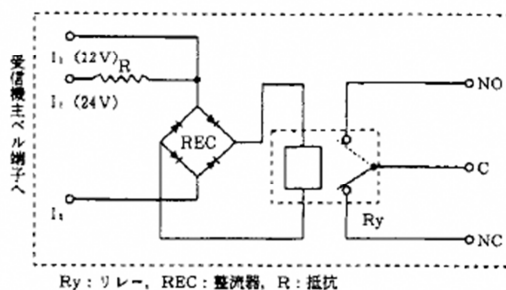 受信機主ベル端子へ
I₁ (12V)
R
I₂ (24V)
REC
I₃
NO
C
Ry
NC
Ry：リレー，REC：整流器，R：抵抗